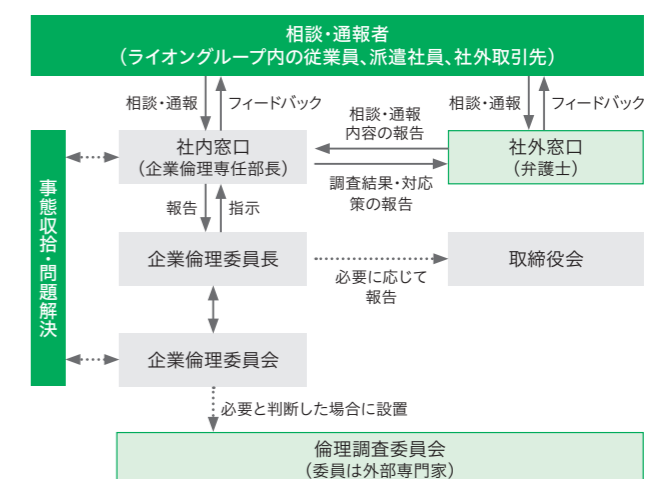 相談・通報者
（ライオングループ内の従業員、派遣社員、社外取引先）
相談・通報
フィードバック
相談・通報
内容の報告
相談・通報
フィードバック
社内窓口
（企業倫理専任部長）
社外窓口
（弁護士）
調査結果・対応
策の報告
事態収拾・問題解決
報告
指示
企業倫理委員長
必要に応じて
報告
取締役会
企業倫理委員会
必要と判断した場合に設置
倫理調査委員会
（委員は外部専門家）